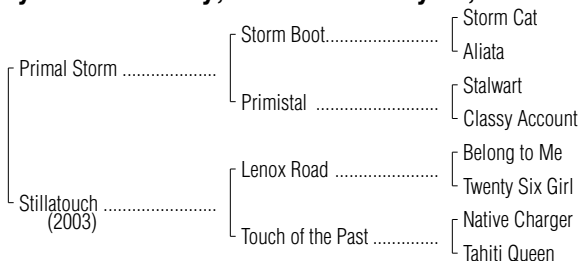 Storm Cat
Storm Boot..........................
Aliata
Primal Storm ....................
Stalwart
Primistal ............................
Classy Account
Belong to Me
Lenox Road ........................
Twenty Six Girl
Stillatouch ........................
(2003)
Native Charger
Touch of the Past ..............
Tahiti Queen